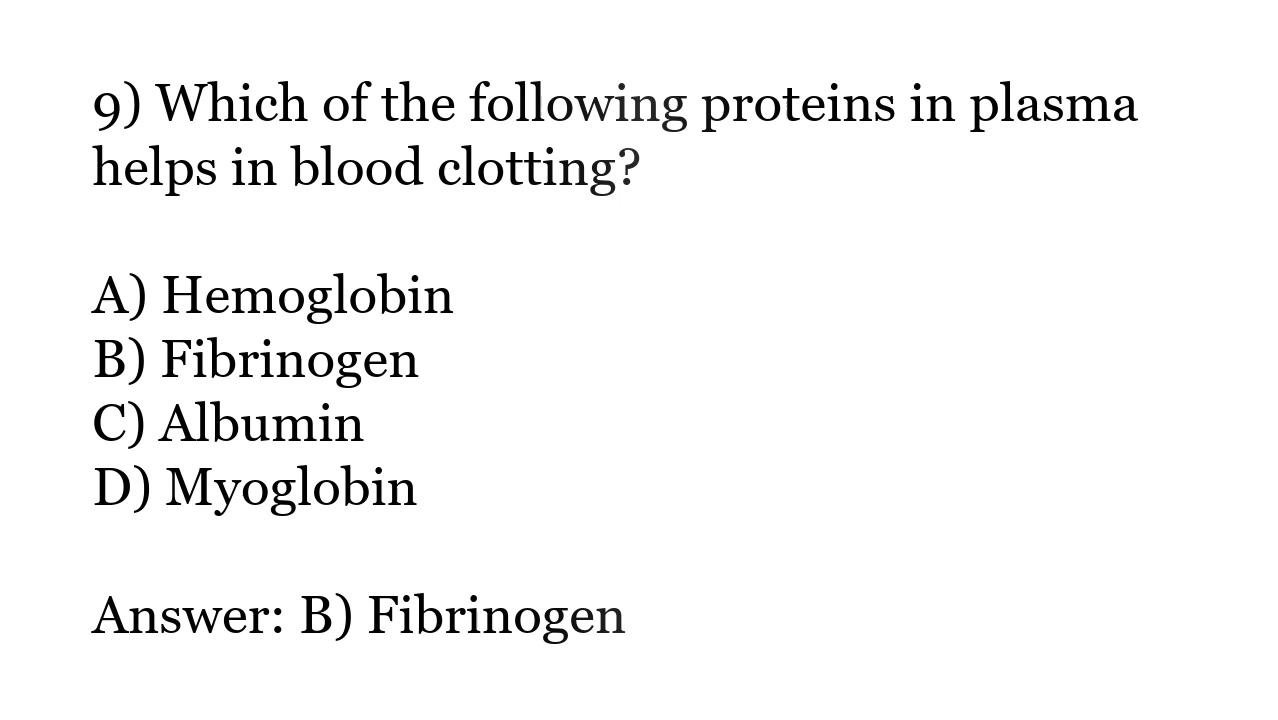 9) Which of the following proteins in plasma
helps in blood clotting?
A) Hemoglobin
B) Fibrinogen
C) Albumin
D) Myoglobin
Answer: B) Fibrinogen